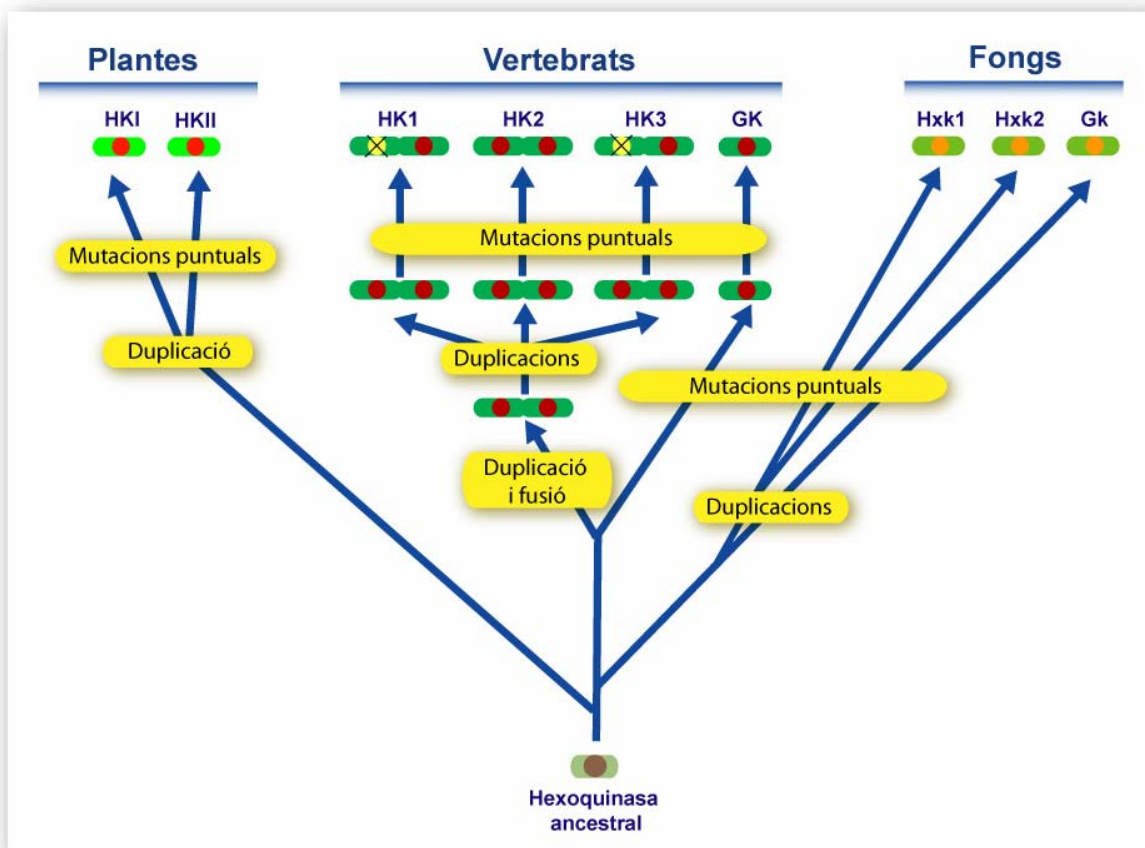 Plantes
Vertebrats
Fongs
HKI
HKII
HK1
HK2
HK3
GK
Hxk1
Hxk2
Gk
Mutacions puntuals
Mutacions puntuals
Duplicació
Duplicacions
Mutacions puntuals
Duplicació
i fusió
Duplicacions
Hexoquinasa
ancestral